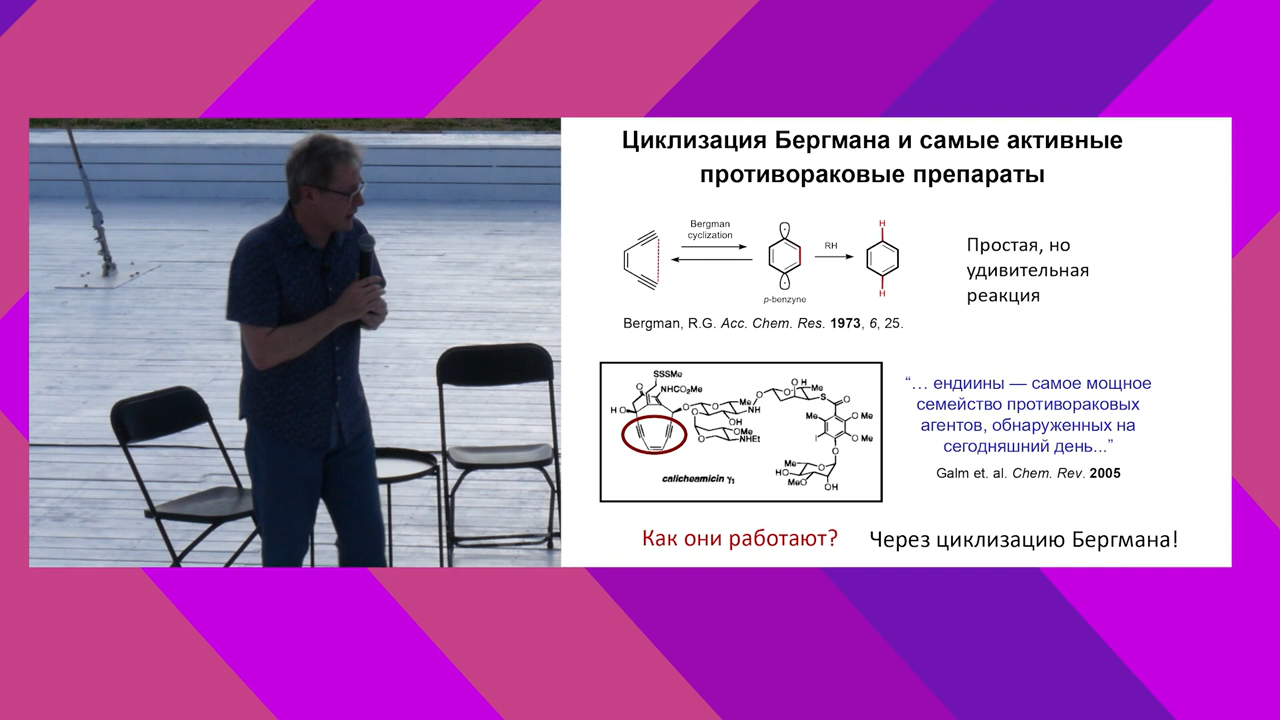 Циклизация Бергмана и самые активные
противораковые препараты
Bergman
cyclization
RH
H
H
p-benzyne
Простая, но
удивительная
реакция
Bergman, R.G. Acc. Chem. Res. 1973, 6, 25.
SSSMe
O
NHCO₂Me
H O
O
O
Me
NH
OH
OMe
NHEt
O
O
O H
Me
S
O
Me
OMe
I
OMe
O
Me
HO
MeO
OH
calicheamicin γ₁
“… ендиины — самое мощное
семейство противораковых
агентов, обнаруженных на
сегодняшний день...”
Galm et. al. Chem. Rev. 2005
Как они работают? Через циклизацию Бергмана!